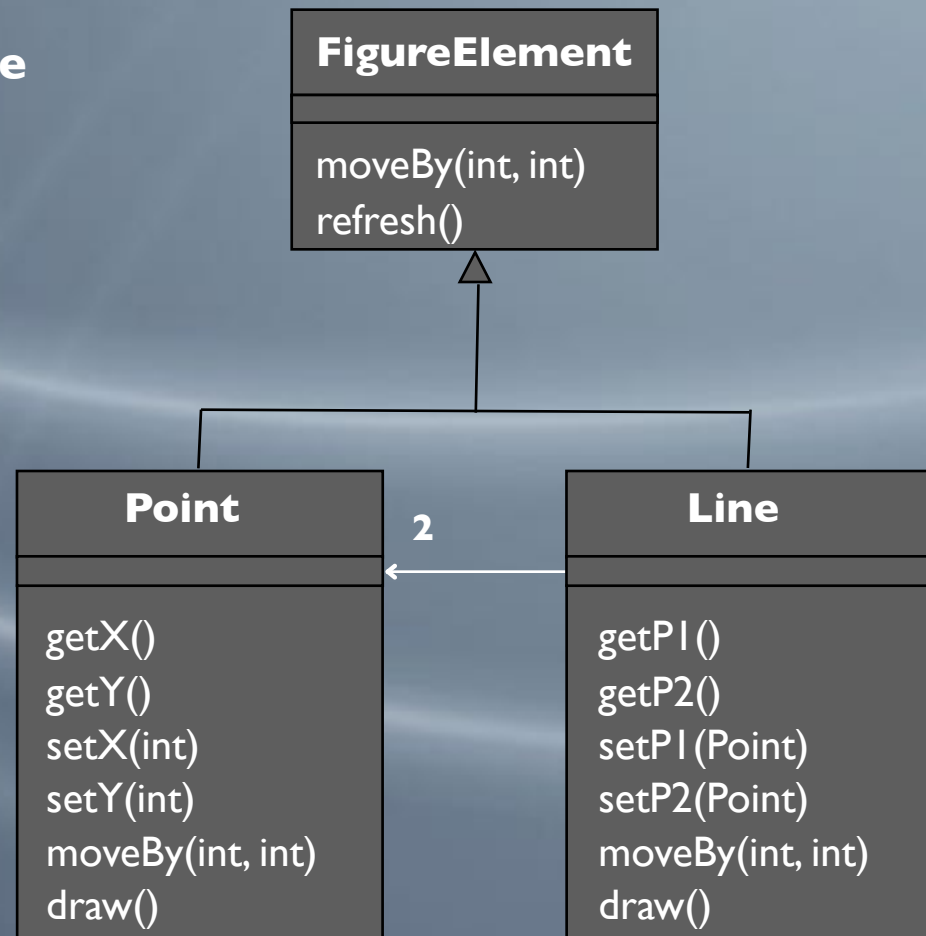 e
FigureElement
moveBy(int, int)
refresh()
Point
2
Line
getX()
getY()
setX(int)
setY(int)
moveBy(int, int)
draw()
getP1()
getP2()
setP1(Point)
setP2(Point)
moveBy(int, int)
draw()